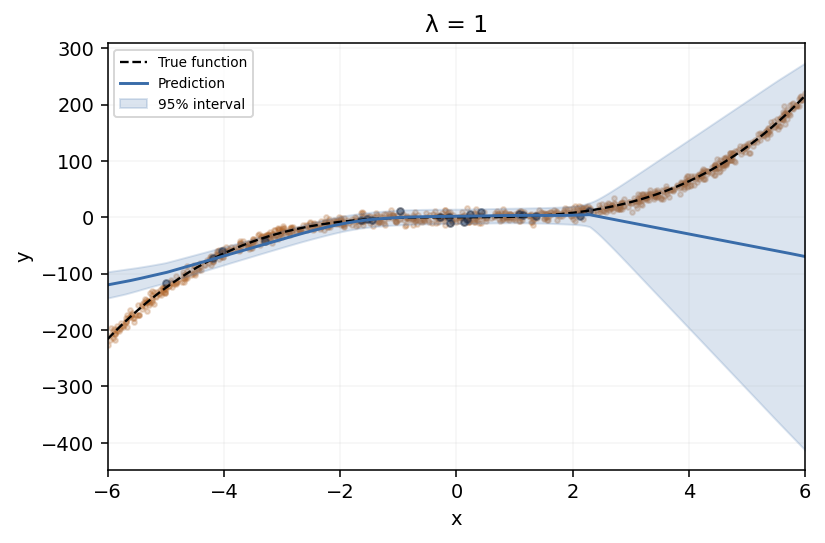 λ = 1
300
200
100
0
−100
−200
−300
−400
y
True function
Prediction
95% interval
−6
−4
−2
0
2
4
6
x